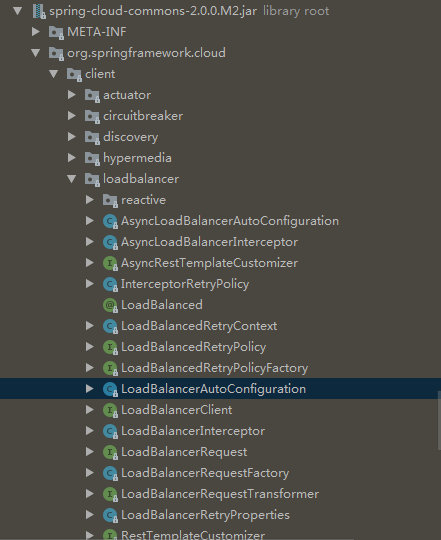 spring-cloud-commons-2.0.0.M2.jar library root
META-INF
org.springframework.cloud
client
actuator
circuitbreaker
discovery
hypermedia
loadbalancer
reactive
AsyncLoadBalancerAutoConfiguration
AsyncLoadBalancerInterceptor
AsyncRestTemplateCustomizer
InterceptorRetryPolicy
LoadBalanced
LoadBalancedRetryContext
LoadBalancedRetryPolicy
LoadBalancedRetryPolicyFactory
LoadBalancerAutoConfiguration
LoadBalancerClient
LoadBalancerInterceptor
LoadBalancerRequest
LoadBalancerRequestFactory
LoadBalancerRequestTransformer
LoadBalancerRetryProperties
RestTemplateCustomizer